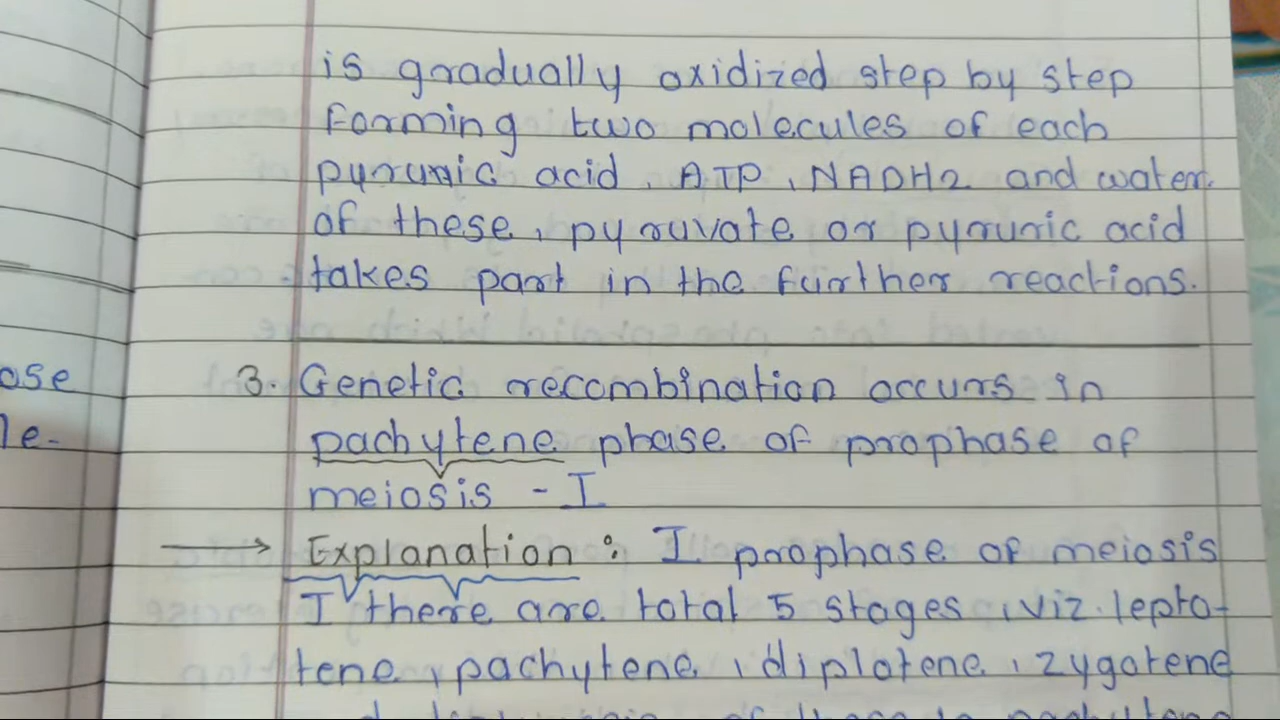 is gradually oxidized step by step
Forming two molecules of each
pyruvic acid, ATP, NADH2 and water.
of these, pyruvate or pyruvic acid
takes part in the further reactions.
ose
3. Genetic recombination occurs in
le-
pachytene phase of prophase of
meiosis - I
→ Explanation : I prophase of meiosis
I there are total 5 stages, viz. lepto-
tene, pachytene, diplotene, zygotene